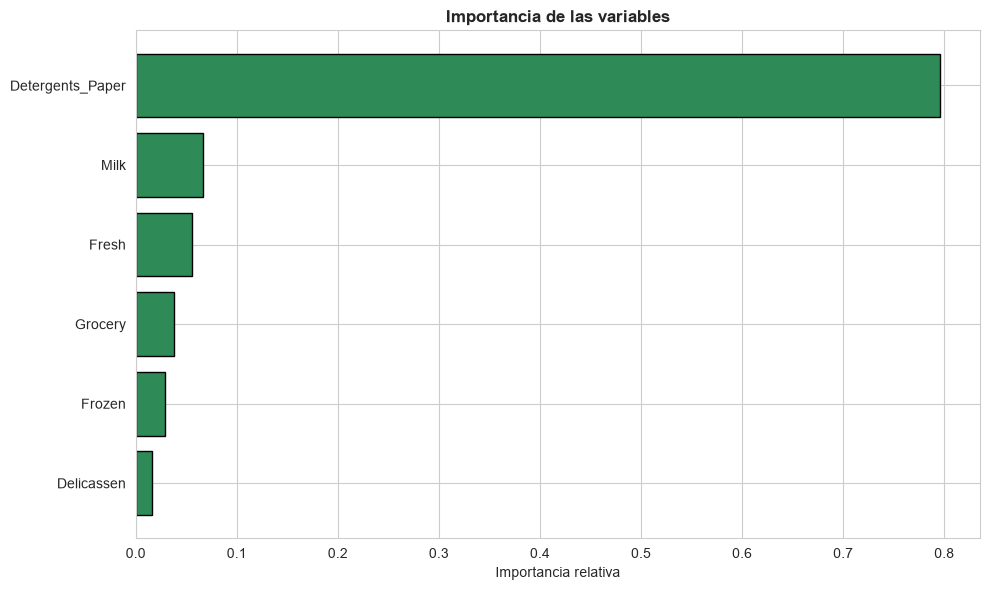 Importancia de las variables
Detergents_Paper
Milk
Fresh
Grocery
Frozen
Delicassen
0.0 0.1 0.2 0.3 0.4 0.5 0.6 0.7 0.8
Importancia relativa